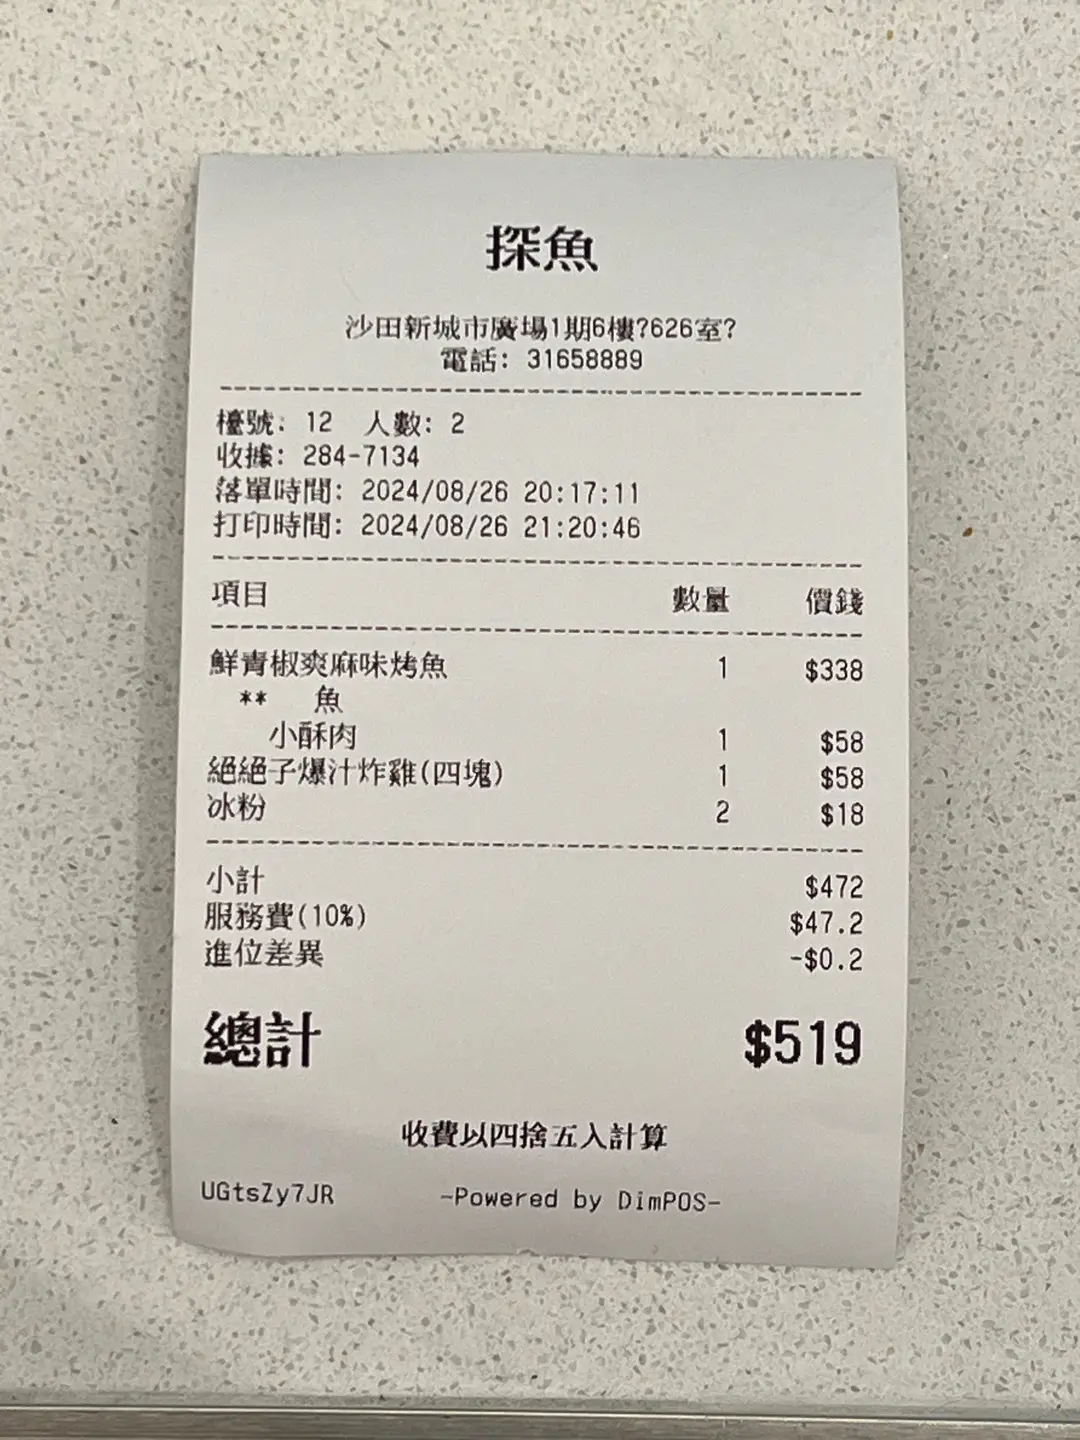 探魚
沙田新城市廣場1期6樓?626室?
電話: 31658889
檯號: 12 人數: 2
收據: 284-7134
落單時間: 2024/08/26 20:17:11
打印時間: 2024/08/26 21:20:46
項目 數量 價錢
鮮青椒爽麻味烤魚 1 $338
** 魚
小酥肉 1 $58
絕絕子爆汁炸雞(四塊) 1 $58
冰粉 2 $18
小計 $472
服務費(10%) $47.2
進位差異 -$0.2
總計 $519
收費以四捨五入計算
UGtsZy7JR -Powered by DimPOS-